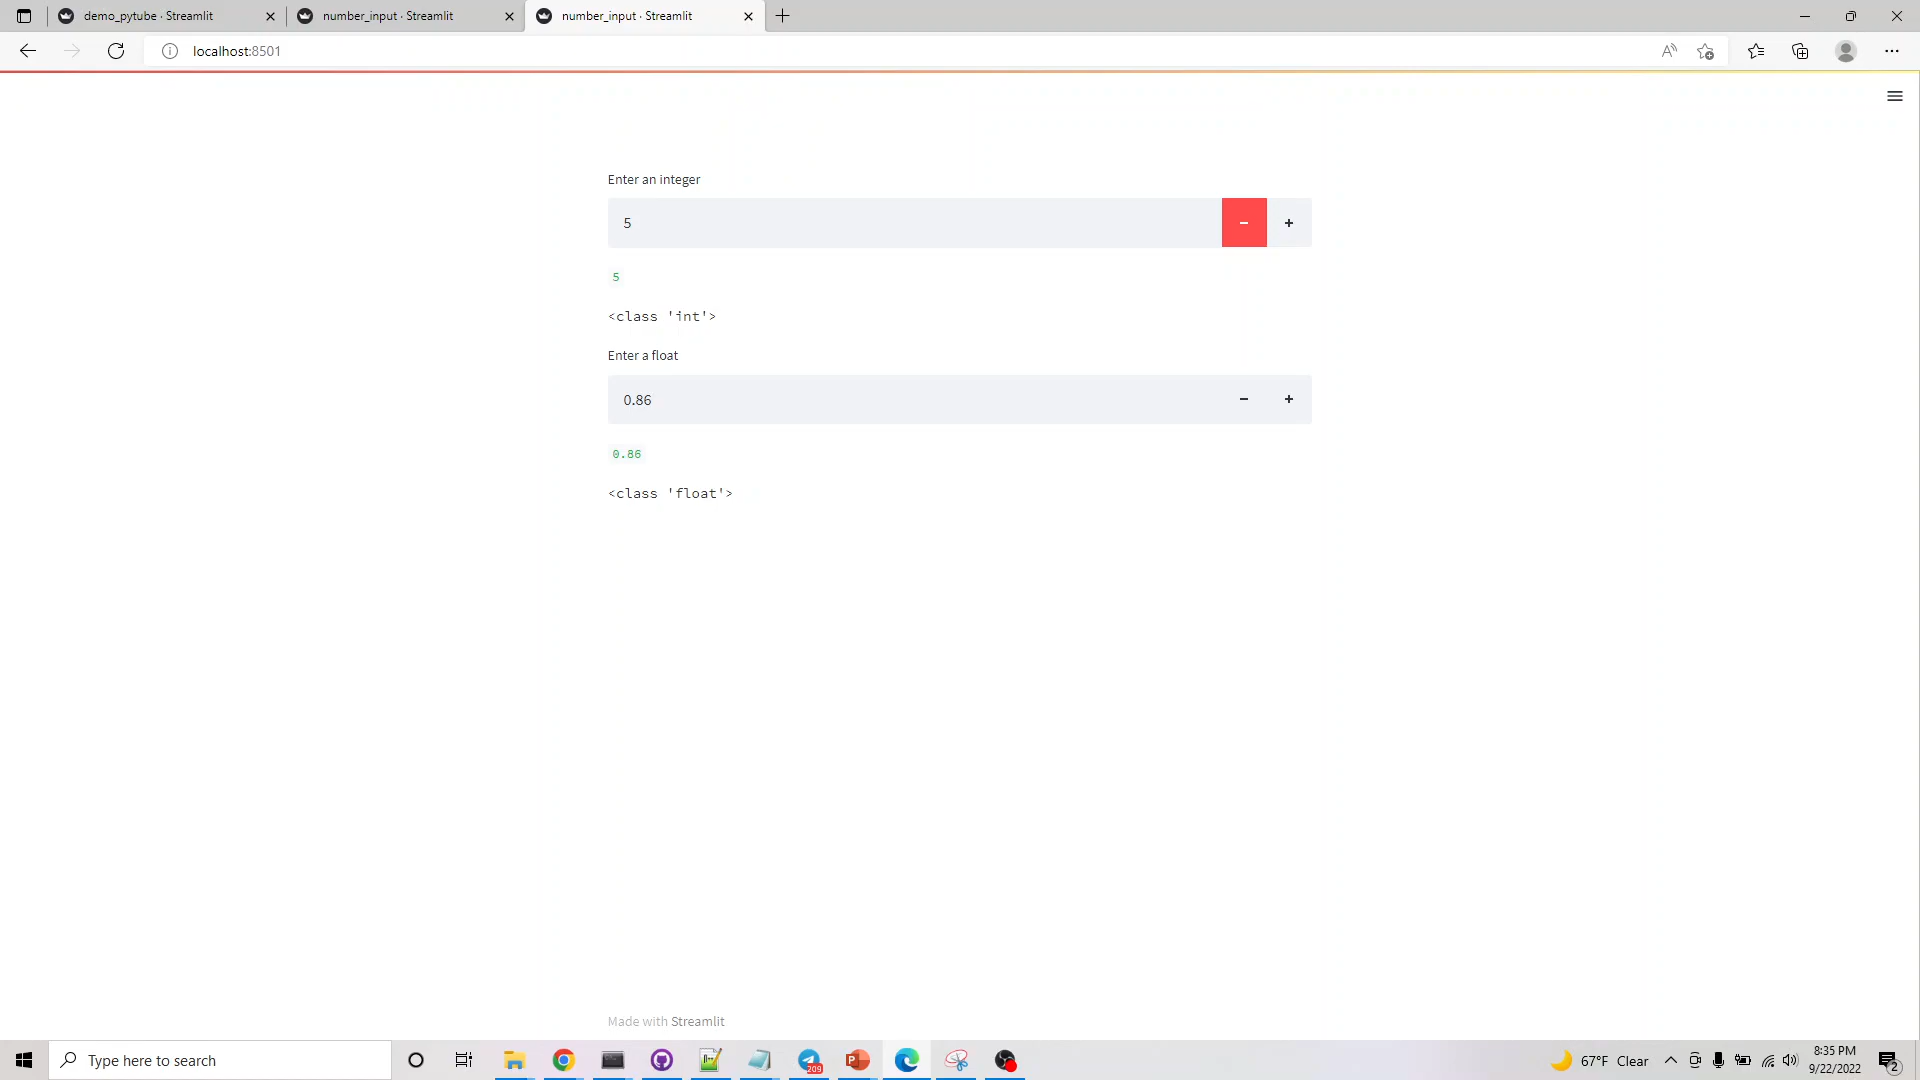 demo_pytube · Streamlit
number_input · Streamlit
number_input · Streamlit
localhost:8501
Enter an integer
5
5
<class 'int'>
Enter a float
0.86
0.86
<class 'float'>
Made with Streamlit
Type here to search
209
67°F Clear
8:35 PM
9/22/2022
2